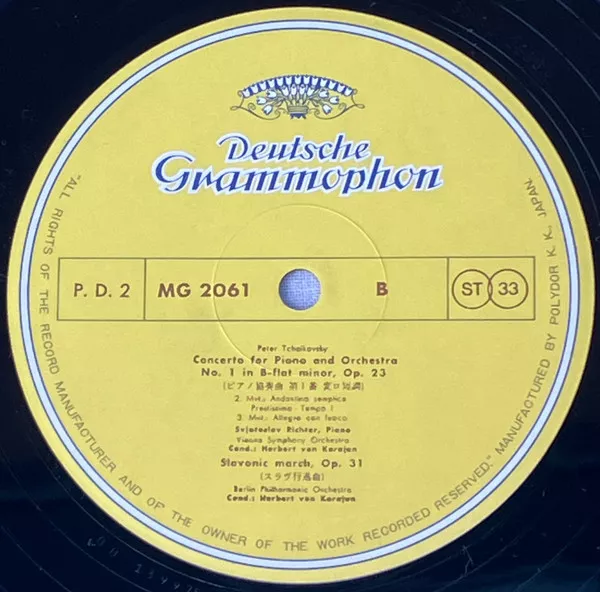 Deutsche
Grammophon
P. D. 2
MG 2061
B
ST 33
Peter Tchaikovsky
Concerto for Piano and Orchestra
No. 1 in B-flat minor, Op. 23
(ピアノ協奏曲 第1番 変ロ短調)
2. Mvt.: Andantino semplice
Prestissimo - Tempo I
3. Mvt.: Allegro con fuoco
Svjatoslav Richter, Piano
Vienna Symphony Orchestra
Cond.: Herbert von Karajan
Slavonic march, Op. 31
(スラヴ行進曲)
Berlin Philharmonic Orchestra
Cond.: Herbert von Karajan
"ALL RIGHTS OF THE RECORD MANUFACTURER AND OF THE OWNER OF THE WORK RECORDED RESERVED." MANUFACTURED BY POLYDOR K. K. JAPAN.